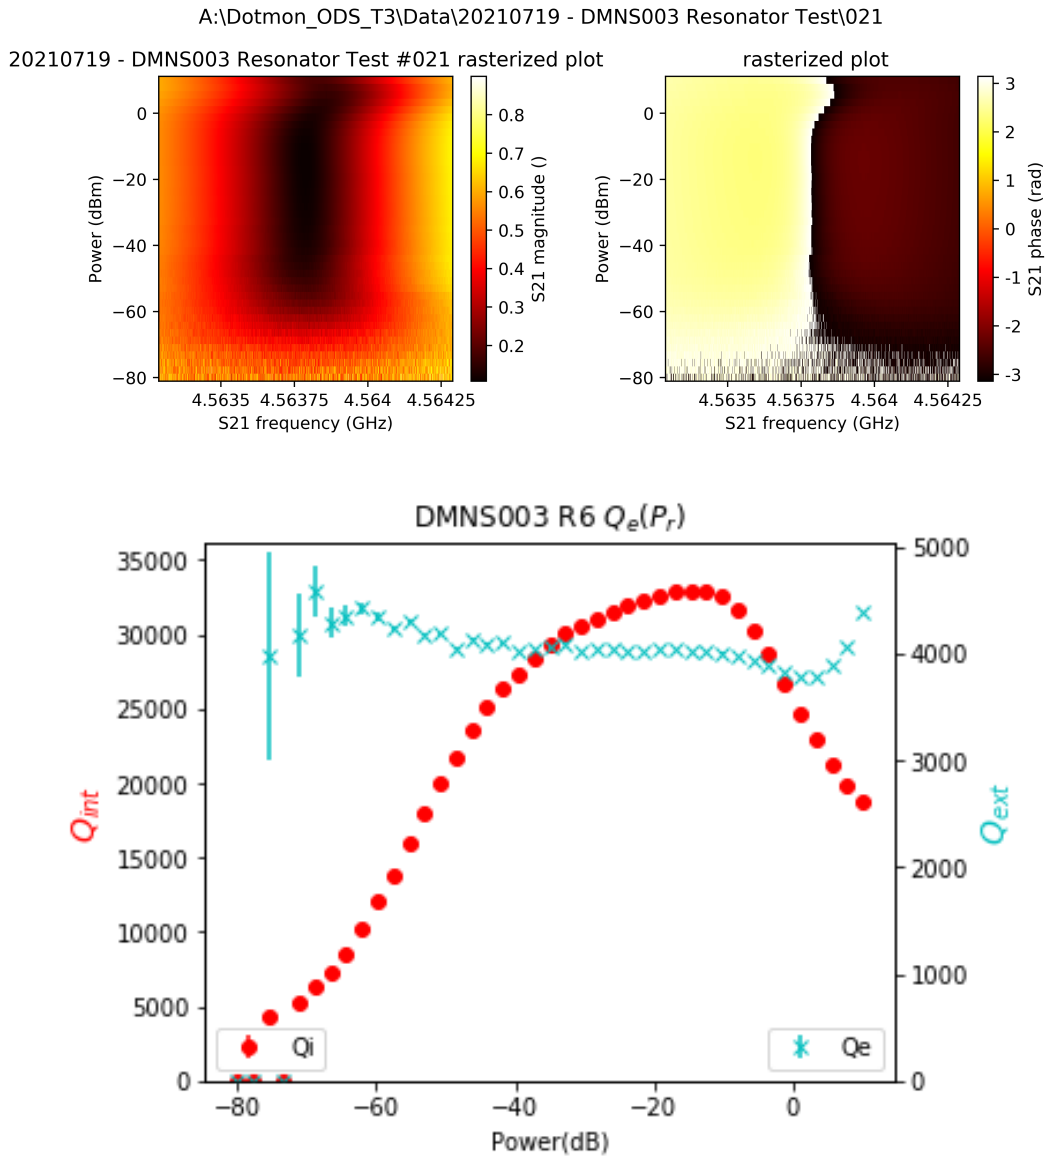 A:\Dotmon_ODS_T3\Data\20210719 - DMNS003 Resonator Test\021
20210719 - DMNS003 Resonator Test #021 rasterized plot
rasterized plot
0
−20
−40
−60
−80
Power (dBm)
4.5635 4.56375 4.564 4.56425
S21 frequency (GHz)
0.8
0.7
0.6
0.5
0.4
0.3
0.2
S21 magnitude ()
0
−20
−40
−60
−80
Power (dBm)
4.5635 4.56375 4.564 4.56425
S21 frequency (GHz)
3
2
1
0
-1
-2
-3
S21 phase (rad)
DMNS003 R6 Qe(Pr)
35000
30000
25000
20000
15000
10000
5000
0
Qint
5000
4000
3000
2000
1000
0
Qext
Qi
Qe
−80 −60 −40 −20 0
Power(dB)